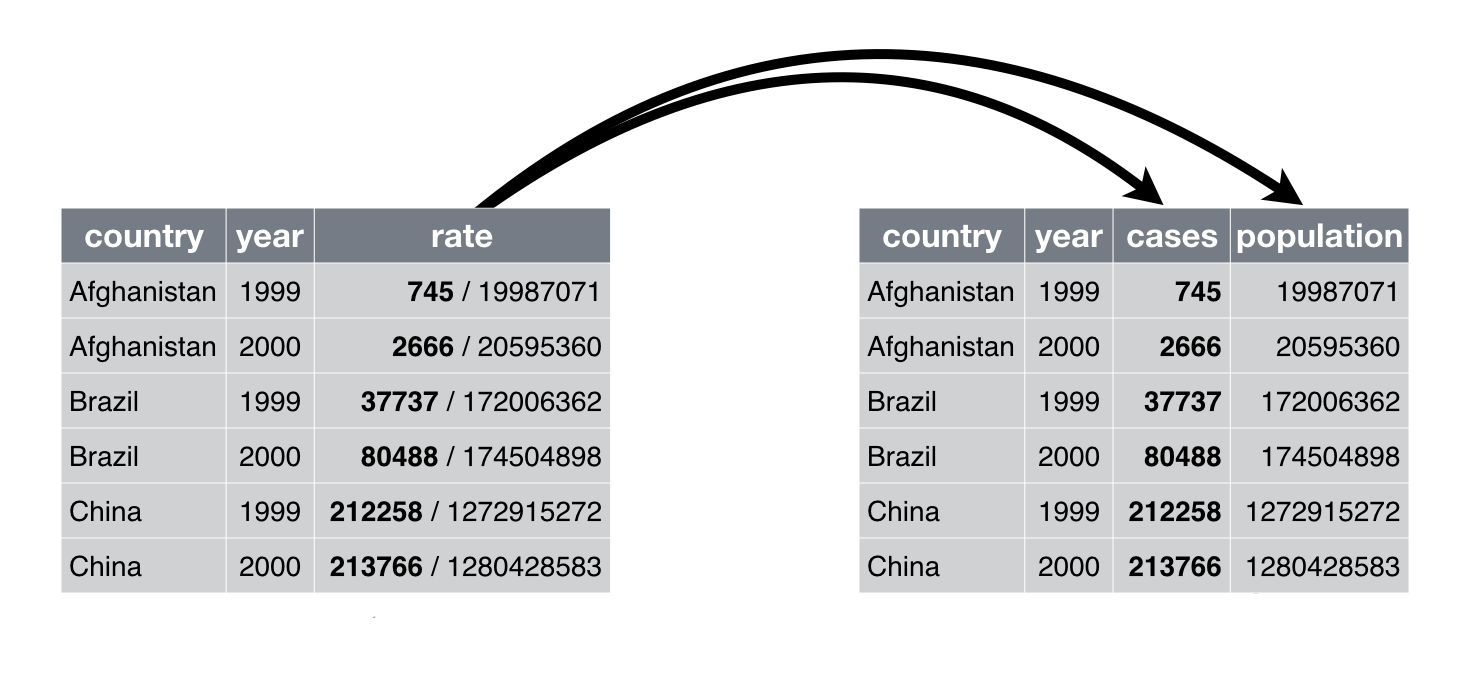 country year rate
Afghanistan 1999 745 / 19987071
Afghanistan 2000 2666 / 20595360
Brazil 1999 37737 / 172006362
Brazil 2000 80488 / 174504898
China 1999 212258 / 1272915272
China 2000 213766 / 1280428583
country year cases population
Afghanistan 1999 745 19987071
Afghanistan 2000 2666 20595360
Brazil 1999 37737 172006362
Brazil 2000 80488 174504898
China 1999 212258 1272915272
China 2000 213766 1280428583